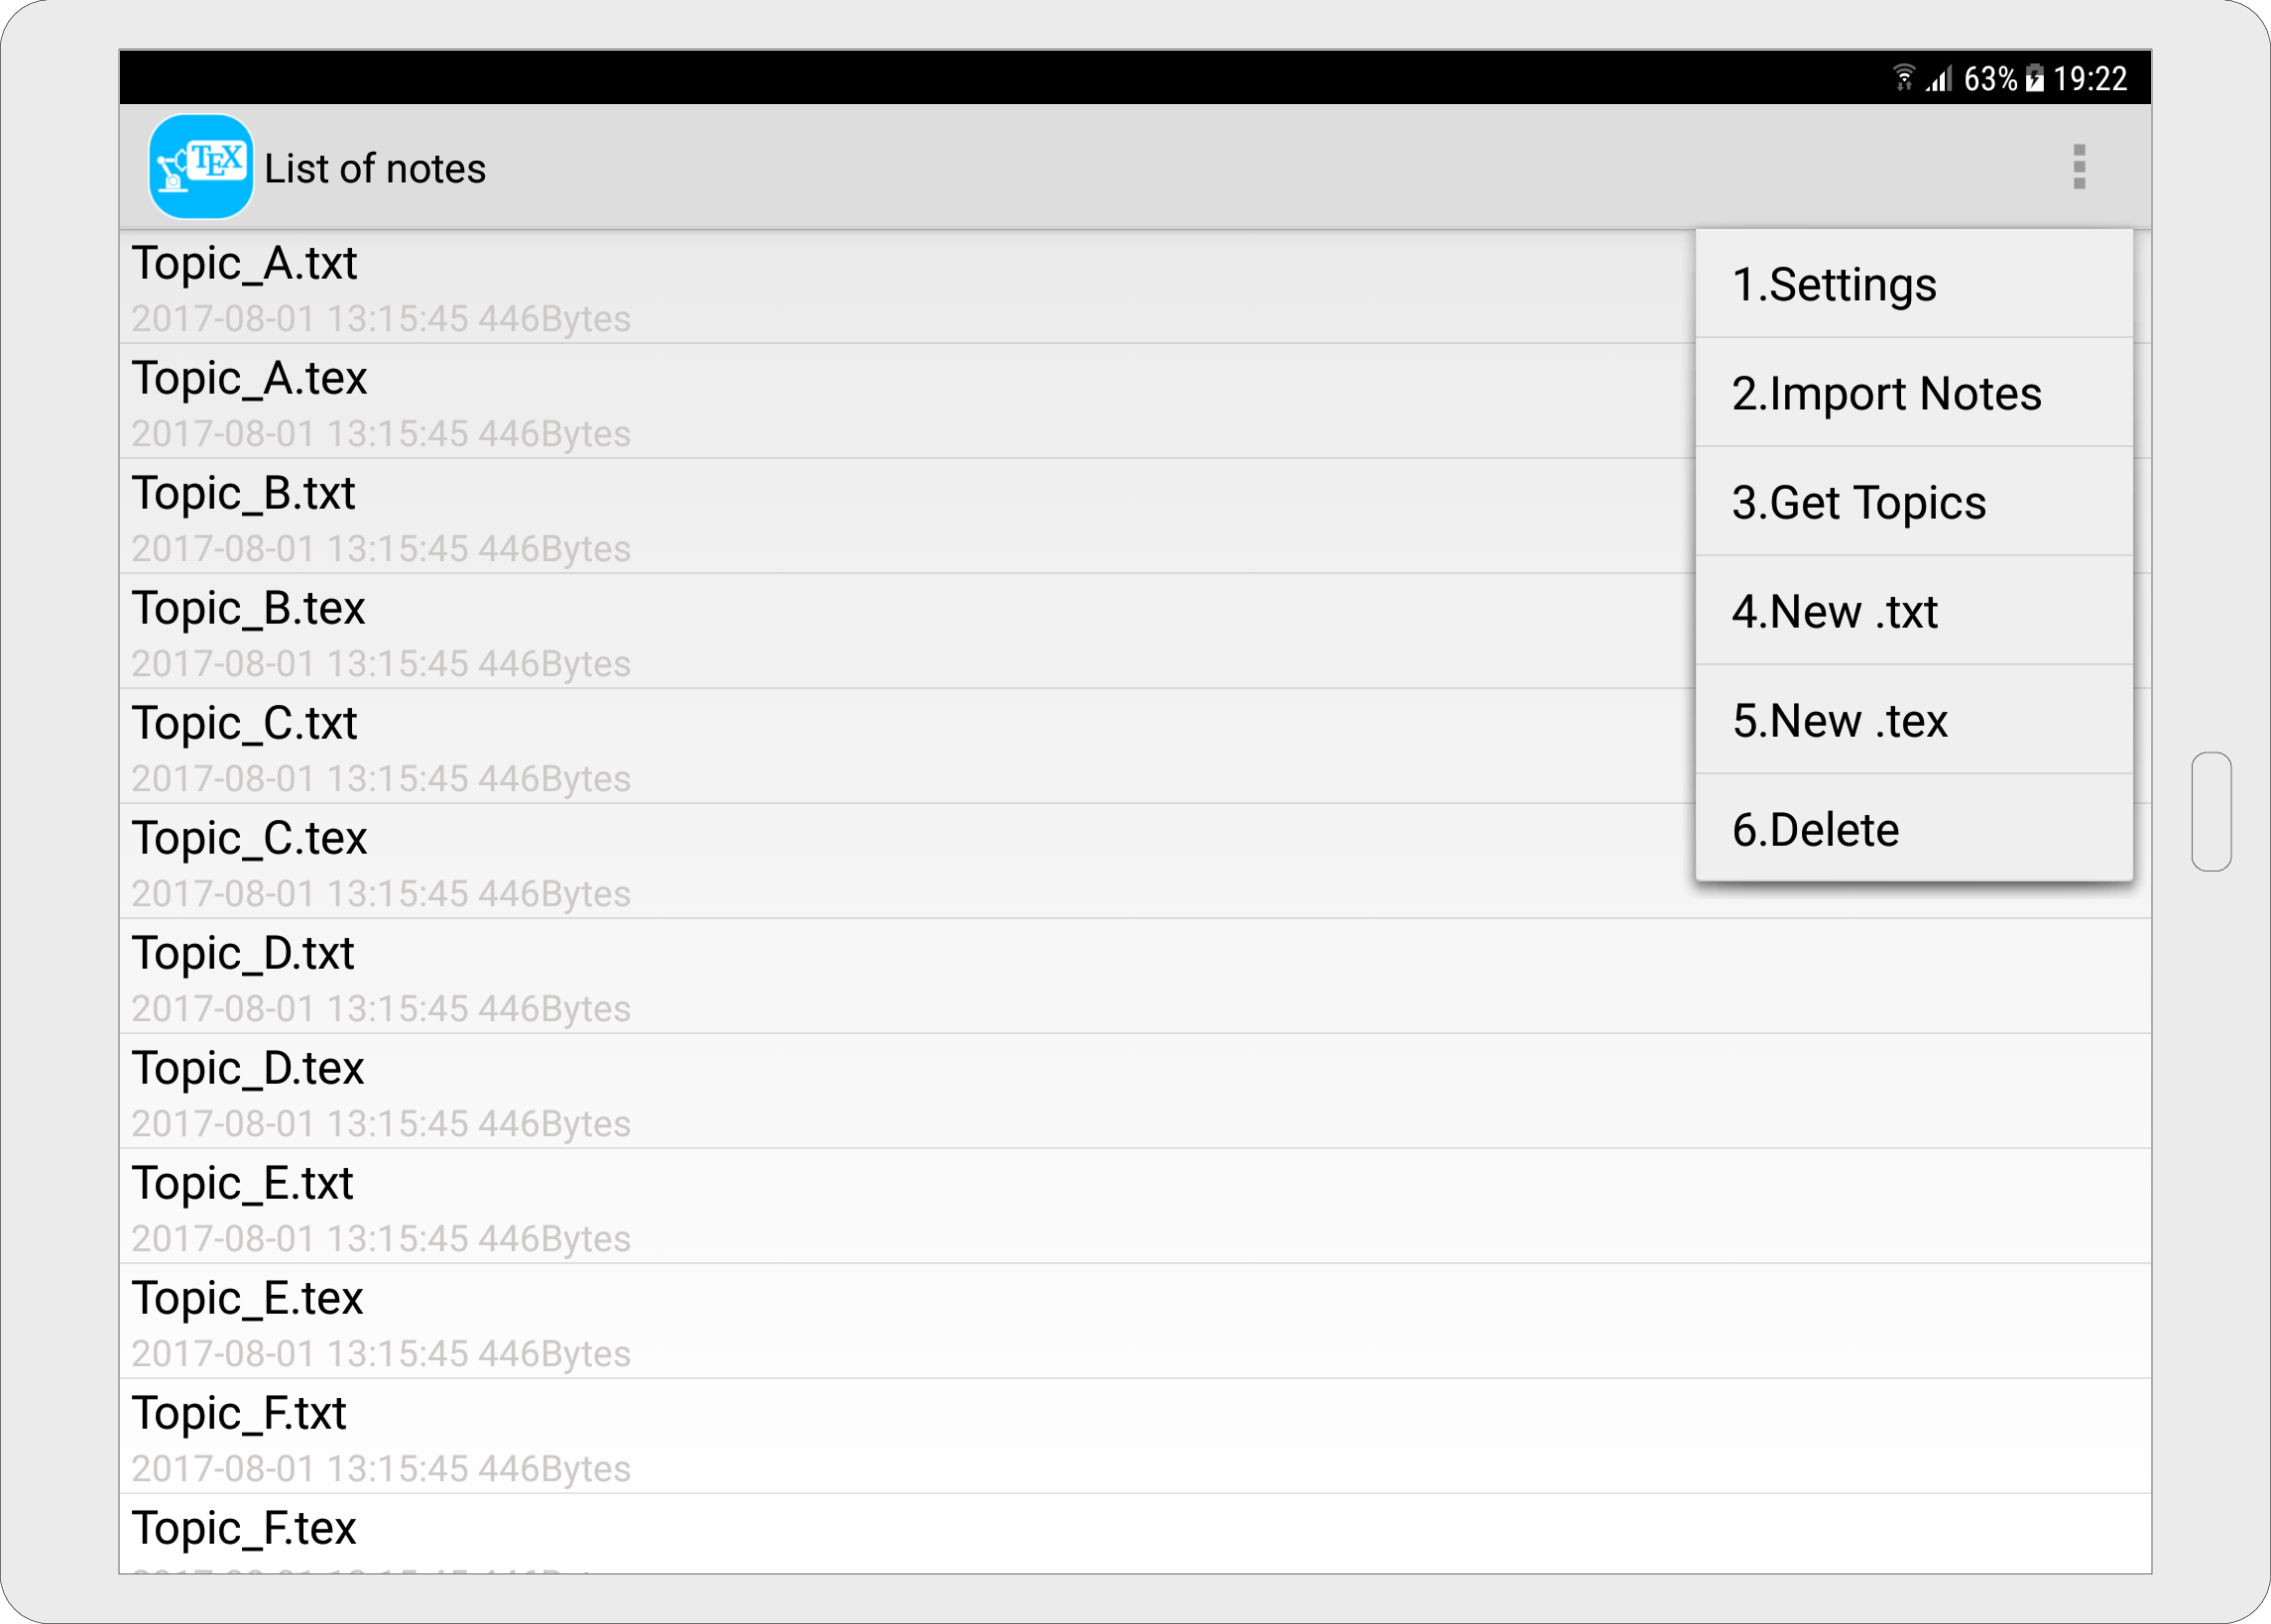 63% 19:22
TEX
List of notes
Topic_A.txt
2017-08-01 13:15:45 446Bytes
Topic_A.tex
2017-08-01 13:15:45 446Bytes
Topic_B.txt
2017-08-01 13:15:45 446Bytes
Topic_B.tex
2017-08-01 13:15:45 446Bytes
Topic_C.txt
2017-08-01 13:15:45 446Bytes
Topic_C.tex
2017-08-01 13:15:45 446Bytes
Topic_D.txt
2017-08-01 13:15:45 446Bytes
Topic_D.tex
2017-08-01 13:15:45 446Bytes
Topic_E.txt
2017-08-01 13:15:45 446Bytes
Topic_E.tex
2017-08-01 13:15:45 446Bytes
Topic_F.txt
2017-08-01 13:15:45 446Bytes
Topic_F.tex
1.Settings
2.Import Notes
3.Get Topics
4.New .txt
5.New .tex
6.Delete